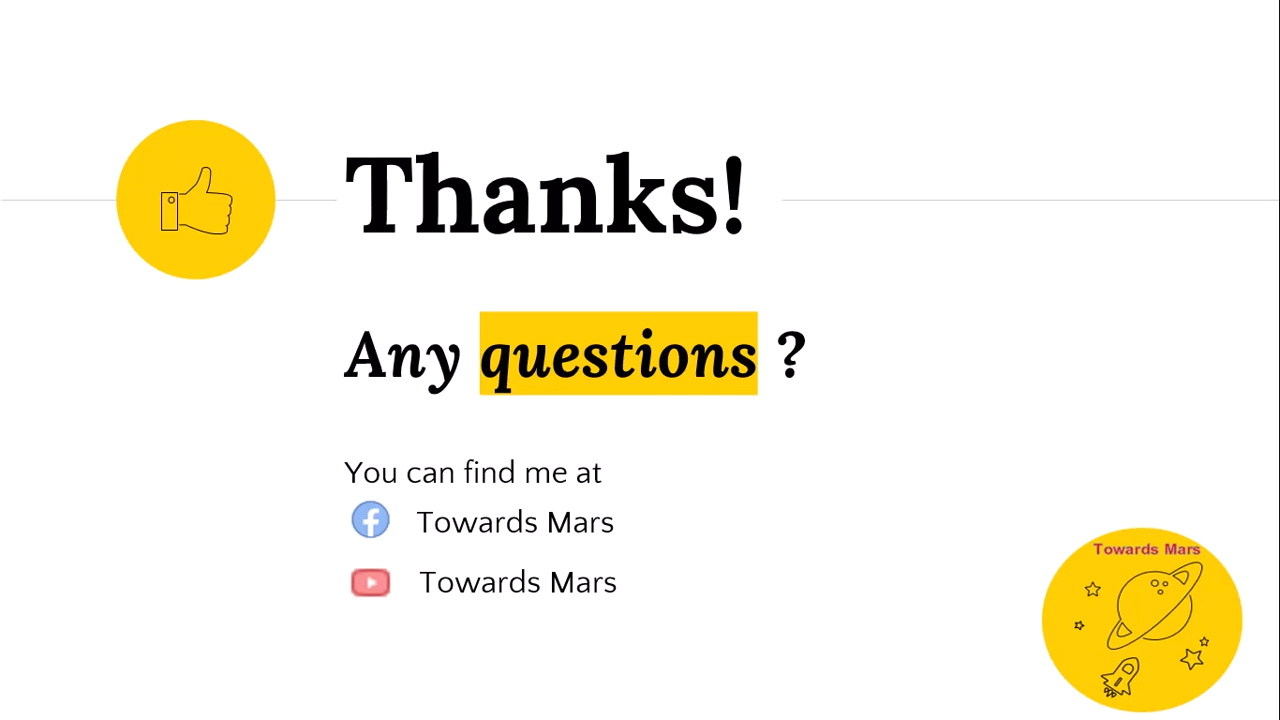 Thanks!
Any questions ?
You can find me at
Towards Mars
Towards Mars
Towards Mars